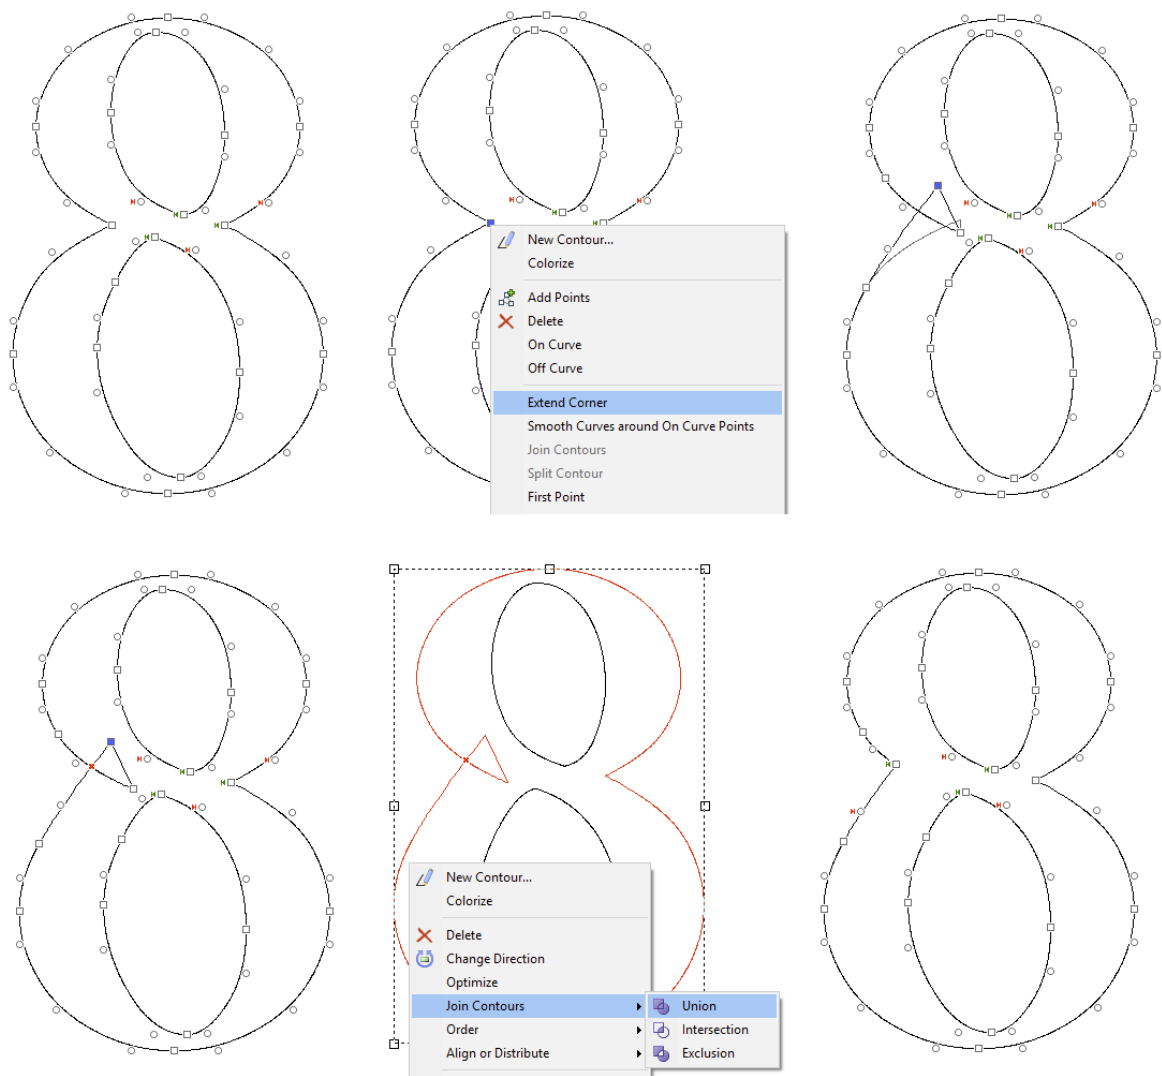 New Contour...
Colorize
Add Points
Delete
On Curve
Off Curve
Extend Corner
Smooth Curves around On Curve Points
Join Contours
Split Contour
First Point
New Contour...
Colorize
Delete
Change Direction
Optimize
Join Contours
Order
Align or Distribute
Union
Intersection
Exclusion